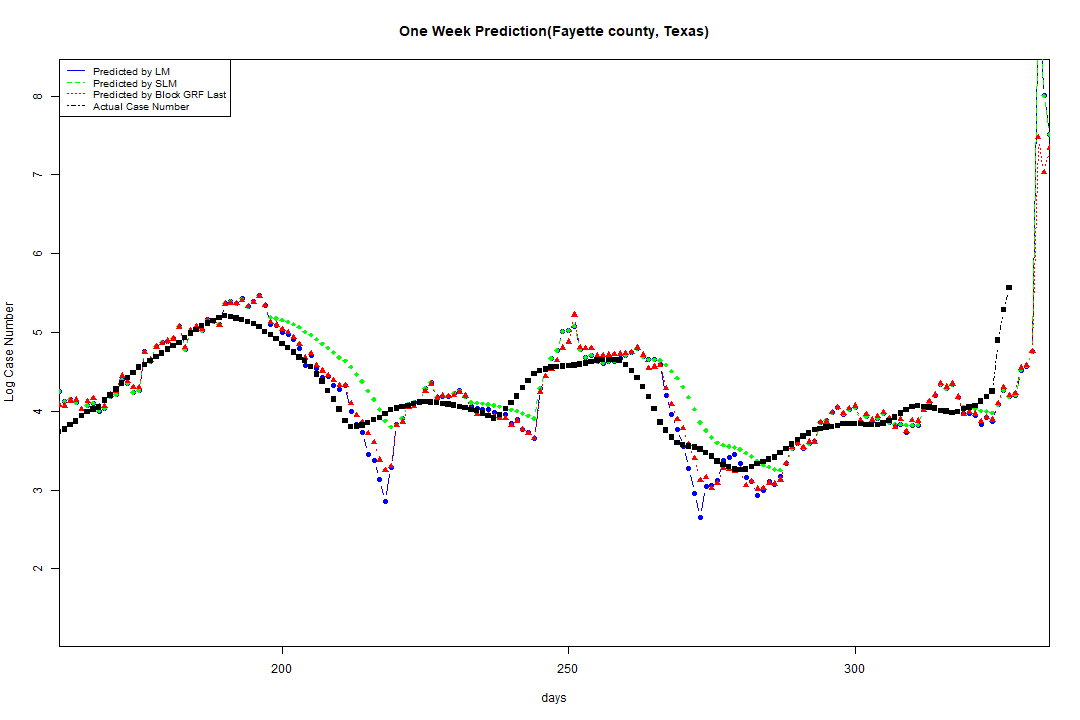 One Week Prediction(Fayette county, Texas)
Predicted by LM
Predicted by SLM
Predicted by Block GRF Last
Actual Case Number
8
7
6
5
4
3
2
Log Case Number
200 250 300
days